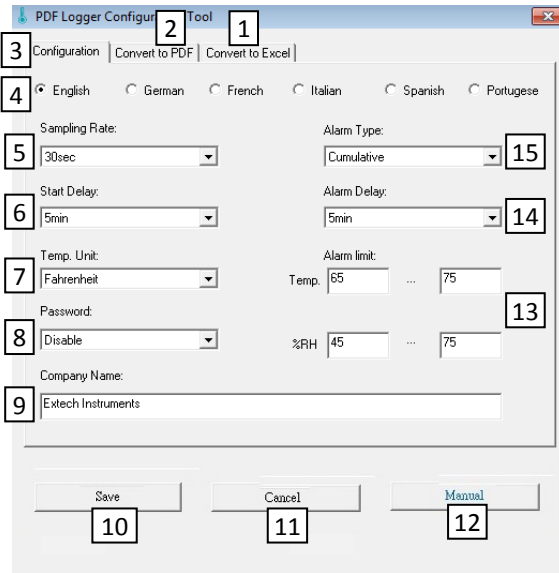 PDF Logger Configur Tool
2 1
3 Configuration Convert to PDF Convert to Excel
4 English German French Italian Spanish Portugese
Sampling Rate: Alarm Type:
5 30sec Cumulative 15
Start Delay: Alarm Delay:
6 5min 5min 14
Temp. Unit: Alarm limit:
7 Fahrenheit Temp. 65 ... 75
13
Password:
8 Disable %RH 45 ... 75
Company Name:
9 Extech Instruments
Save Cancel Manual
10 11 12